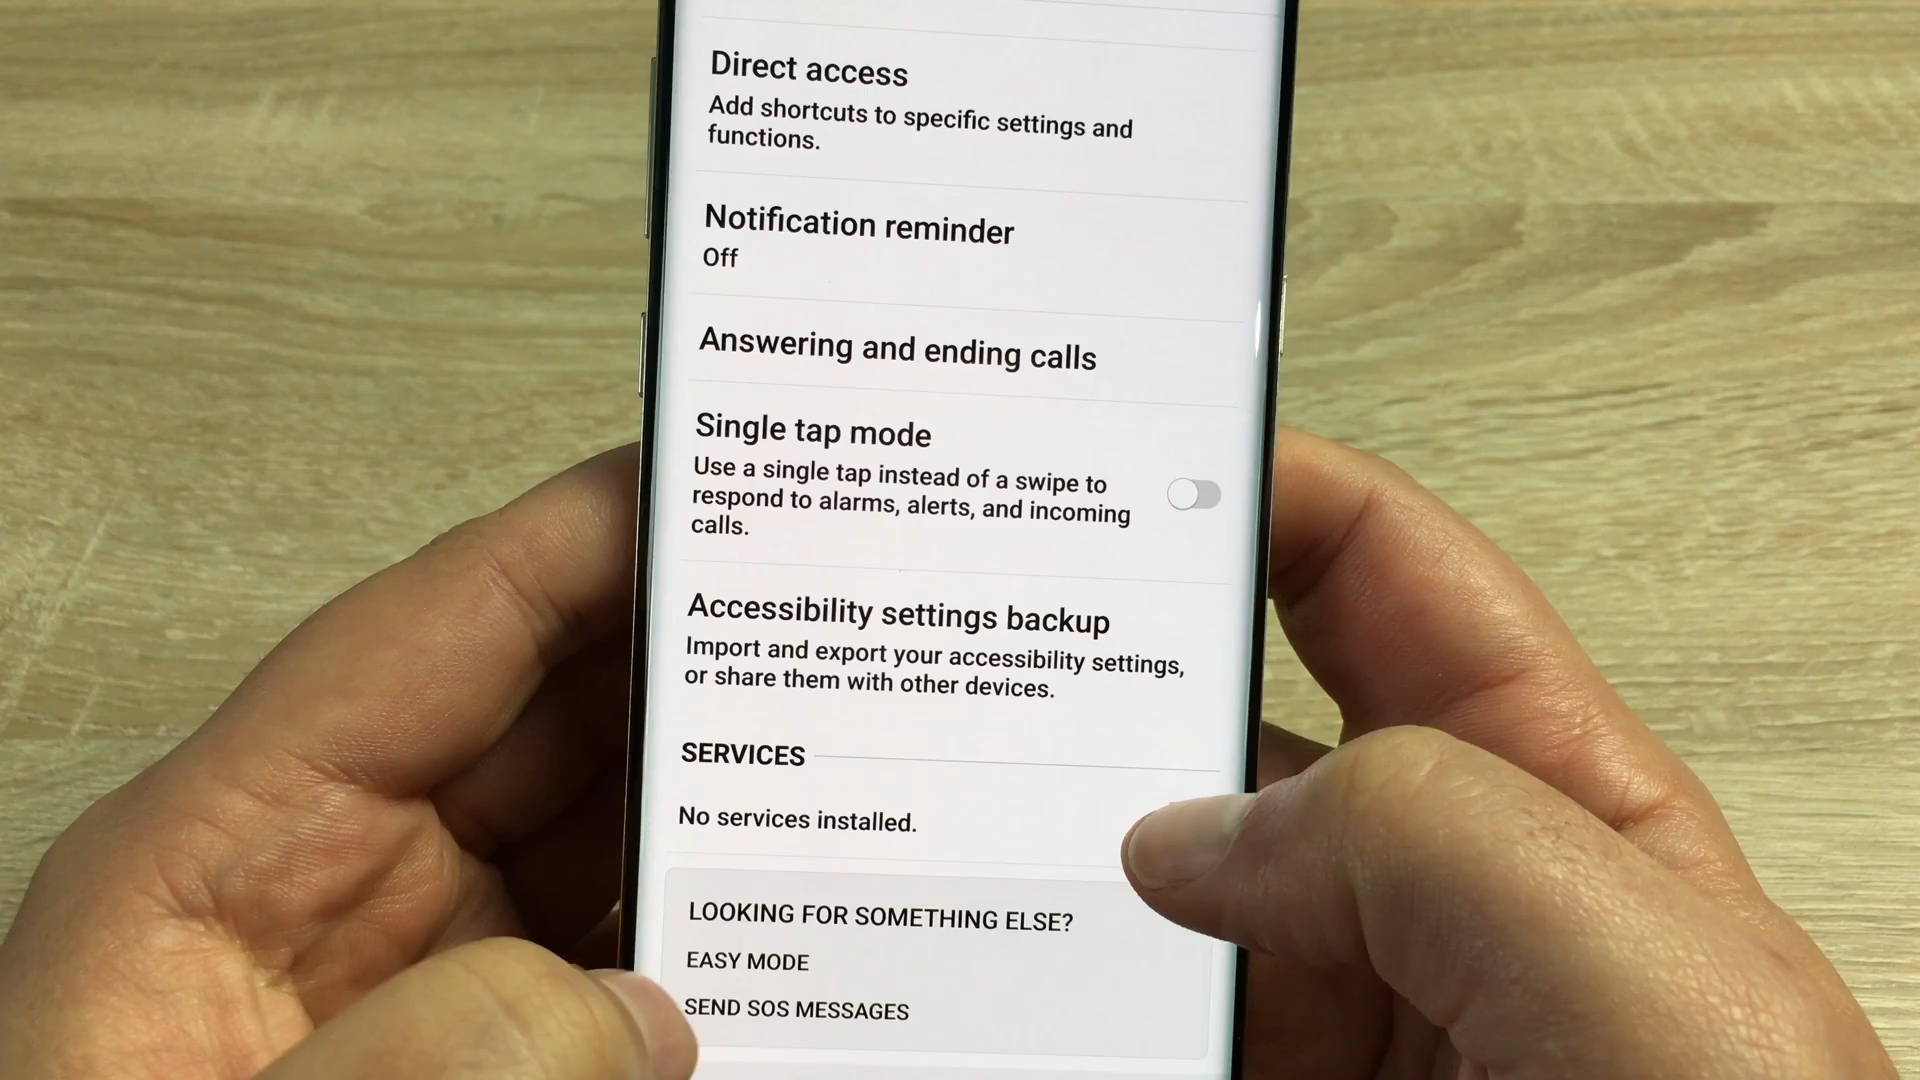 Direct access
Add shortcuts to specific settings and
functions.
Notification reminder
Off
Answering and ending calls
Single tap mode
Use a single tap instead of a swipe to
respond to alarms, alerts, and incoming
calls.
Accessibility settings backup
Import and export your accessibility settings,
or share them with other devices.
SERVICES
No services installed.
LOOKING FOR SOMETHING ELSE?
EASY MODE
SEND SOS MESSAGES